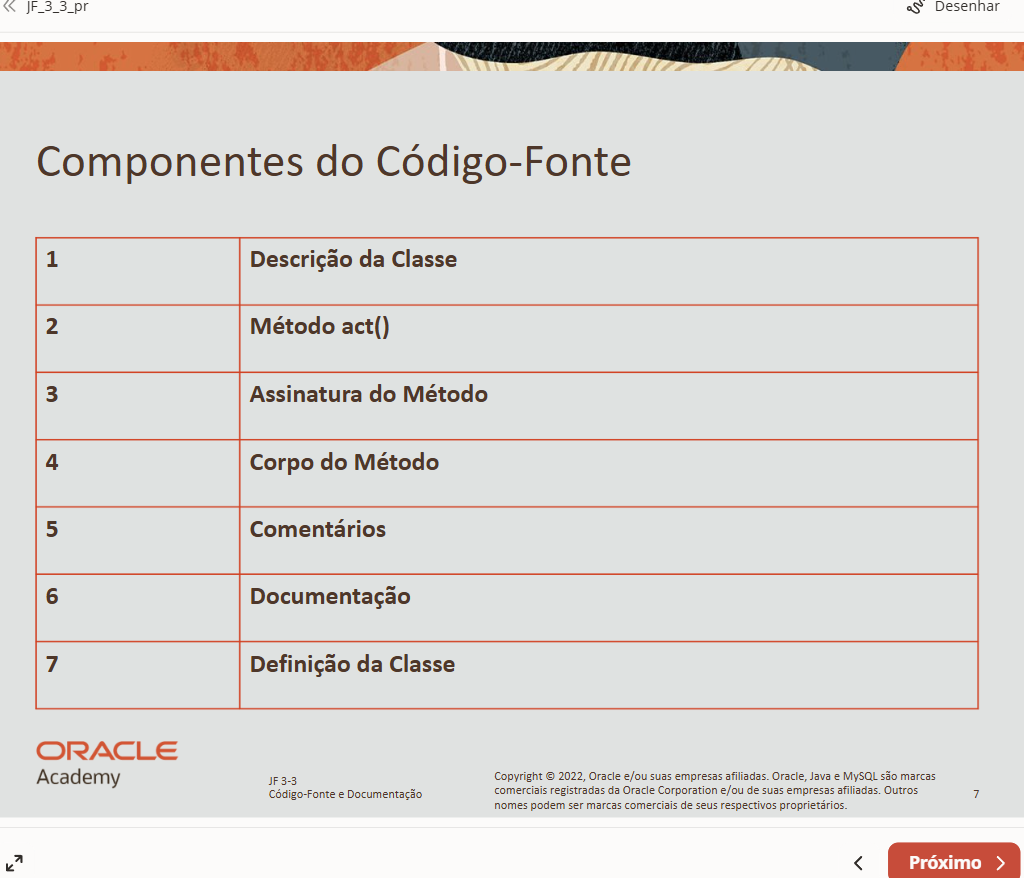 JF_3_3_pr
Desenhar
Componentes do Código-Fonte
1 Descrição da Classe
2 Método act()
3 Assinatura do Método
4 Corpo do Método
5 Comentários
6 Documentação
7 Definição da Classe
ORACLE
Academy
JF 3-3
Código-Fonte e Documentação
Copyright © 2022, Oracle e/ou suas empresas afiliadas. Oracle, Java e MySQL são marcas
comerciais registradas da Oracle Corporation e/ou de suas empresas afiliadas. Outros
nomes podem ser marcas comerciais de seus respectivos proprietários.
7
Próximo